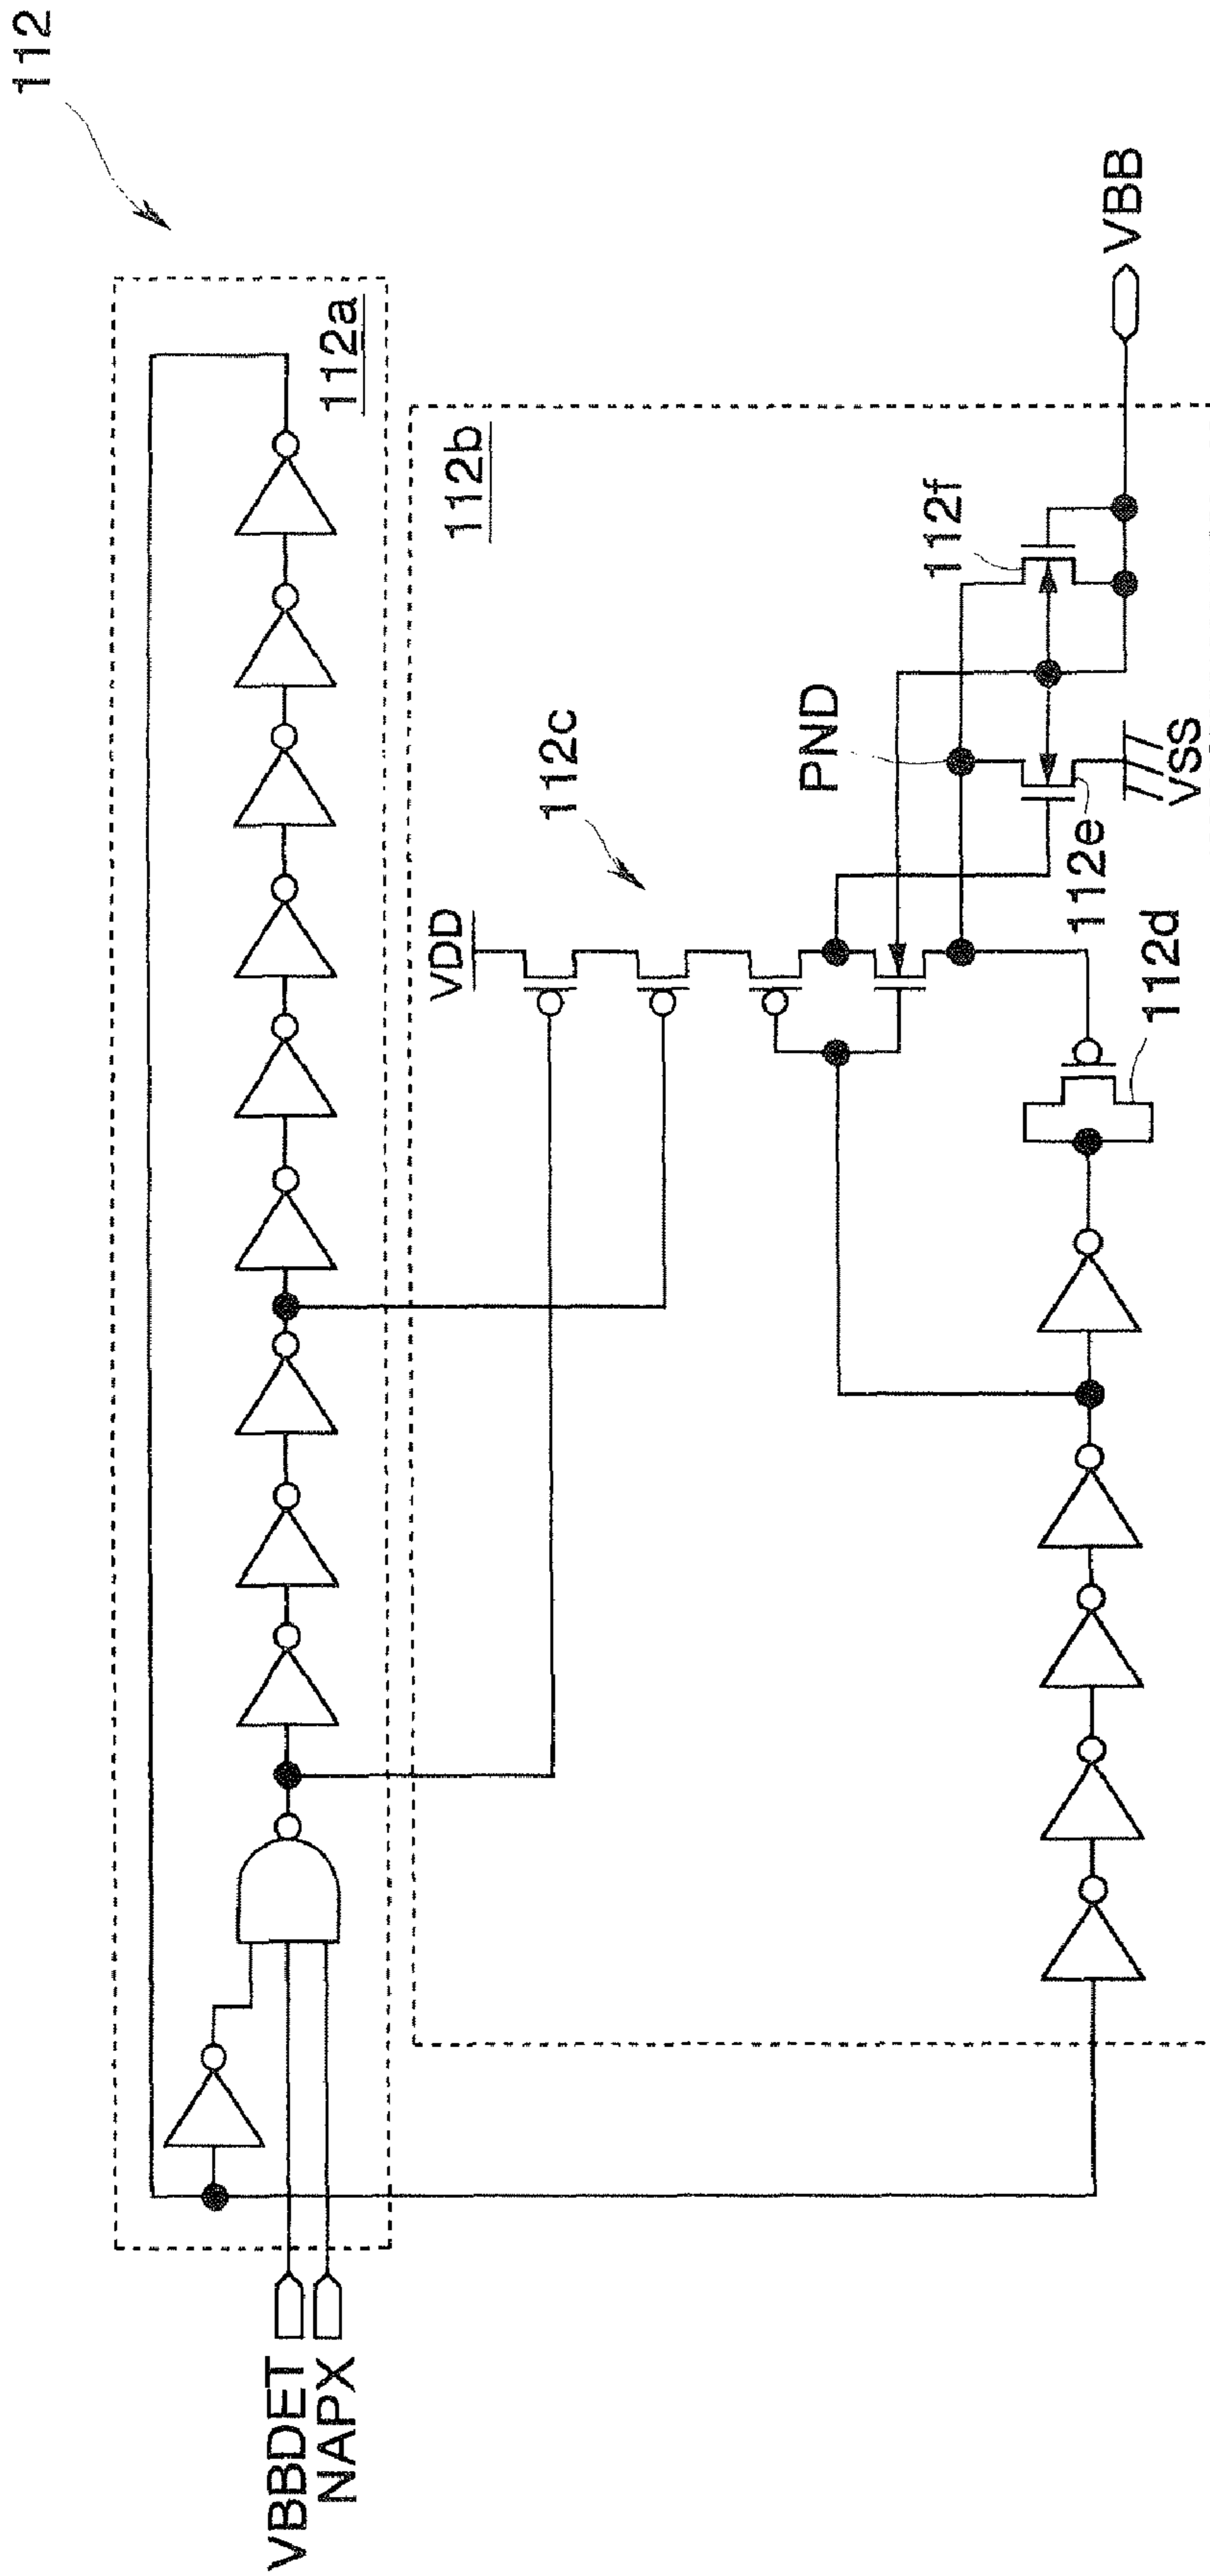 112
112a
VBBDET
NAPX
112b
VDD
112c
PND
112f
VBB
112e
VSS
112d